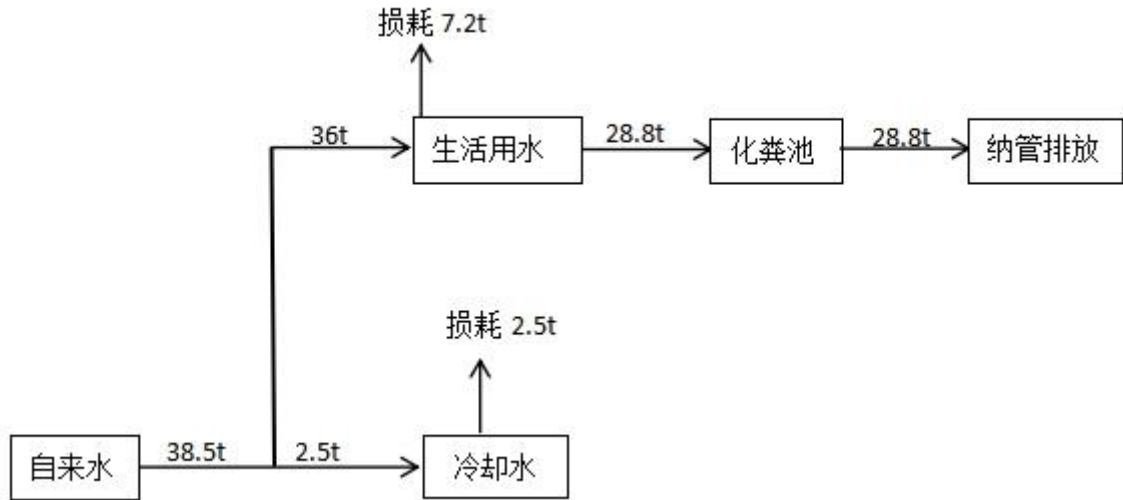 损耗 7.2t
36t
生活用水
28.8t
化粪池
28.8t
纳管排放
损耗 2.5t
自来水
38.5t
2.5t
冷却水